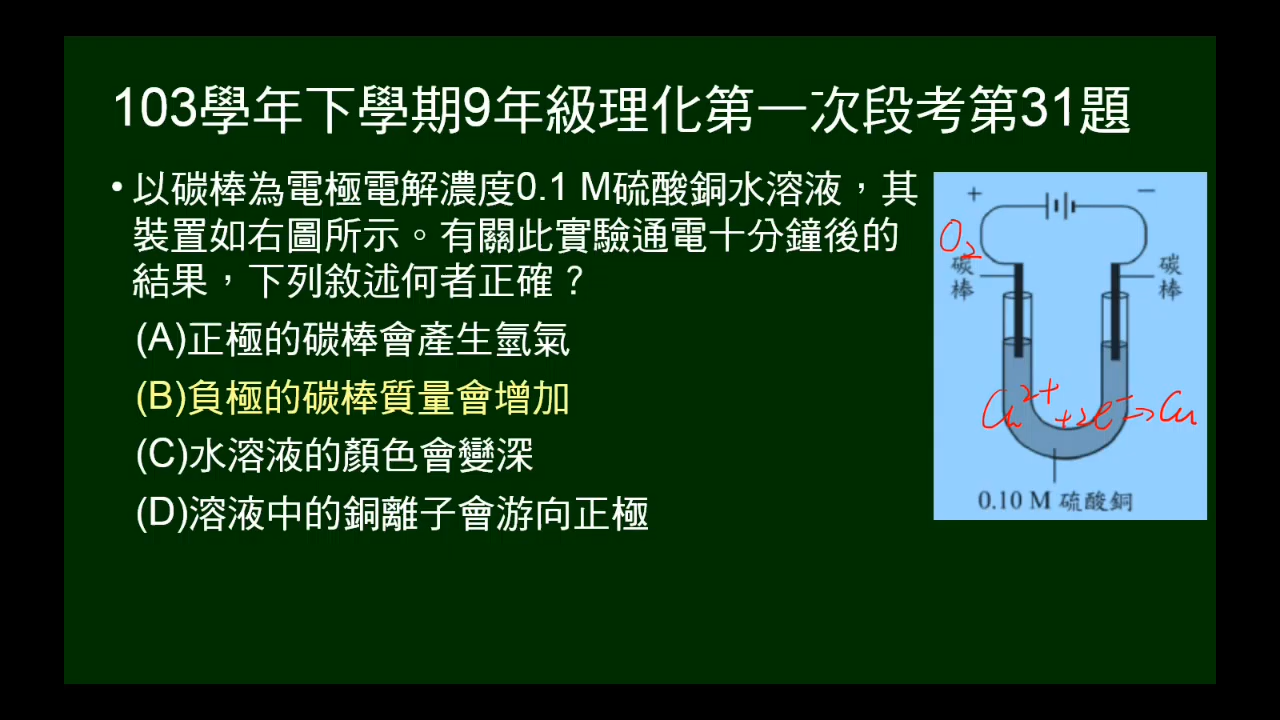 103學年下學期9年級理化第一次段考第31題
• 以碳棒為電極電解濃度0.1 M硫酸銅水溶液，其
裝置如右圖所示。有關此實驗通電十分鐘後的
結果，下列敘述何者正確？
(A)正極的碳棒會產生氫氣
(B)負極的碳棒質量會增加
(C)水溶液的顏色會變深
(D)溶液中的銅離子會游向正極
+ −
O₂
碳棒 碳棒
Cu²⁺+2e⁻→Cu
0.10 M 硫酸銅